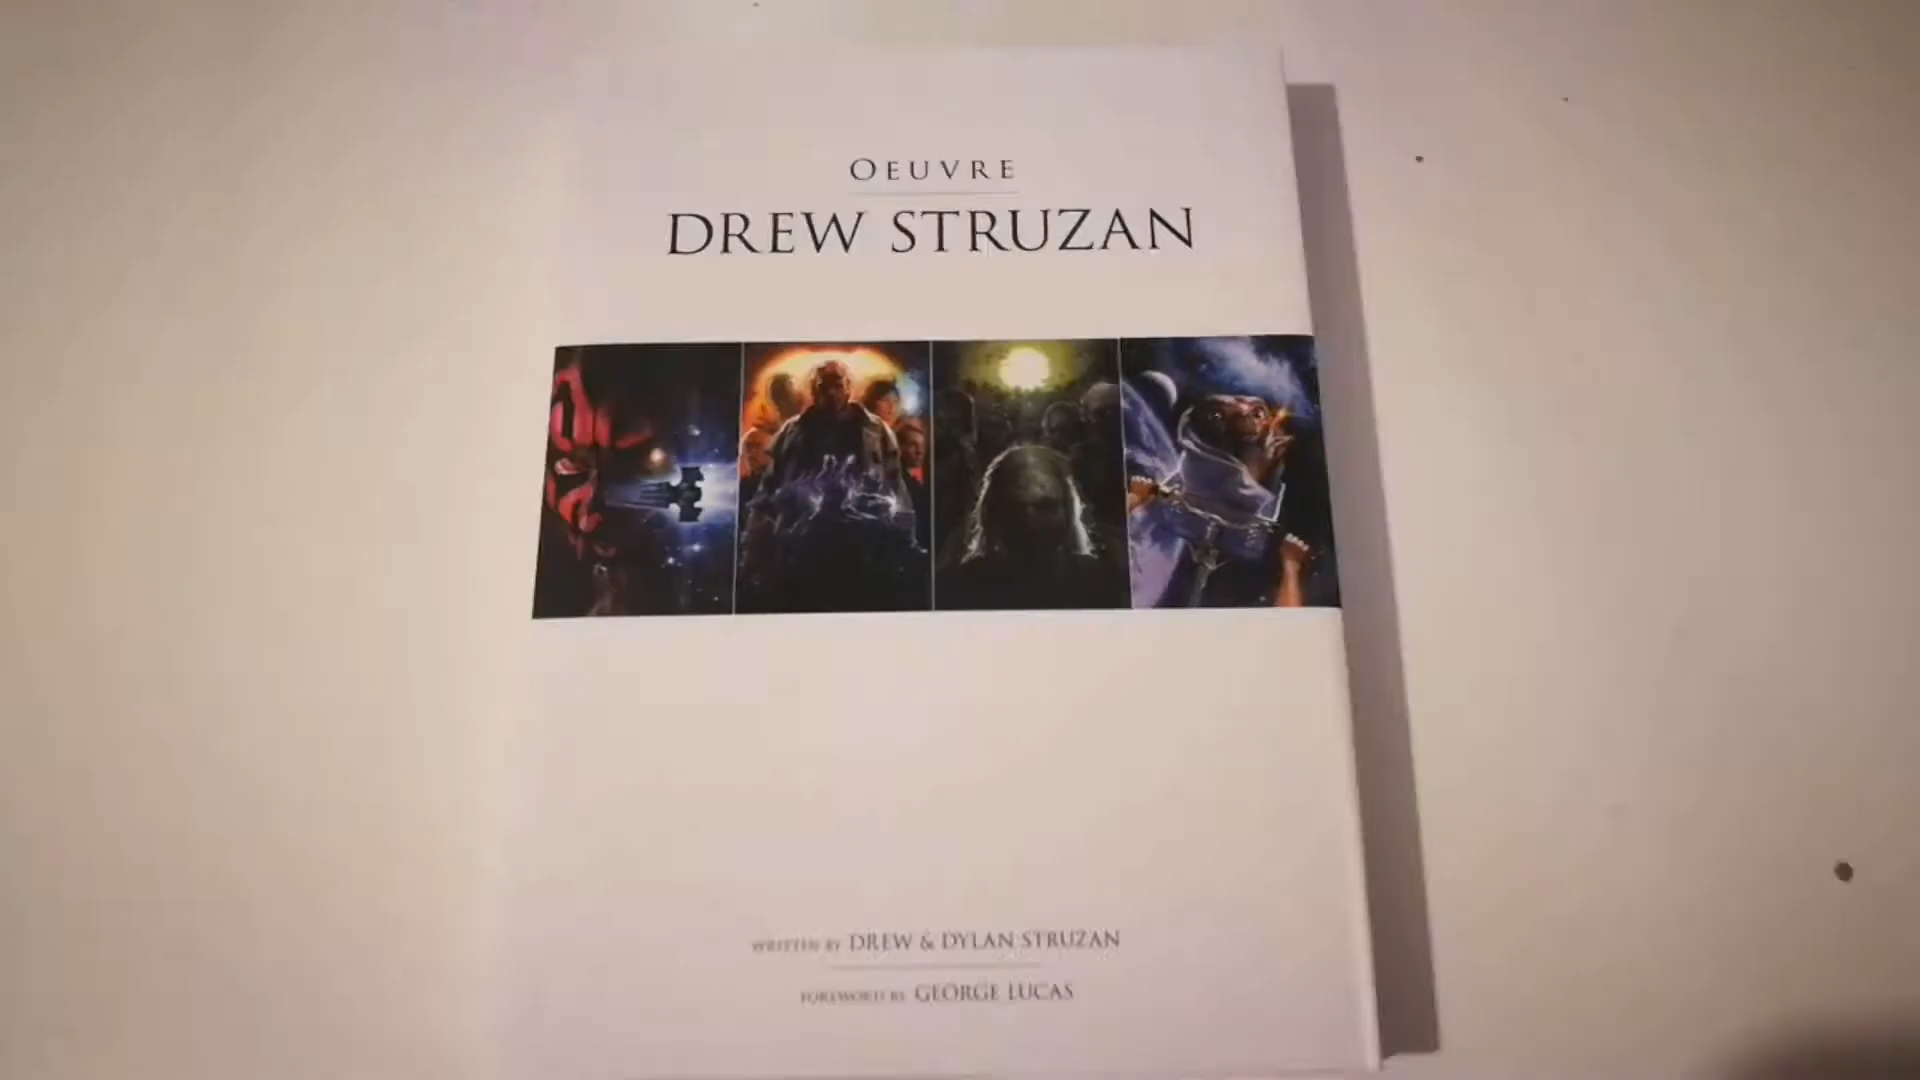 OEUVRE
DREW STRUZAN
WRITTEN BY DREW & DYLAN STRUZAN
FOREWORD BY GEORGE LUCAS